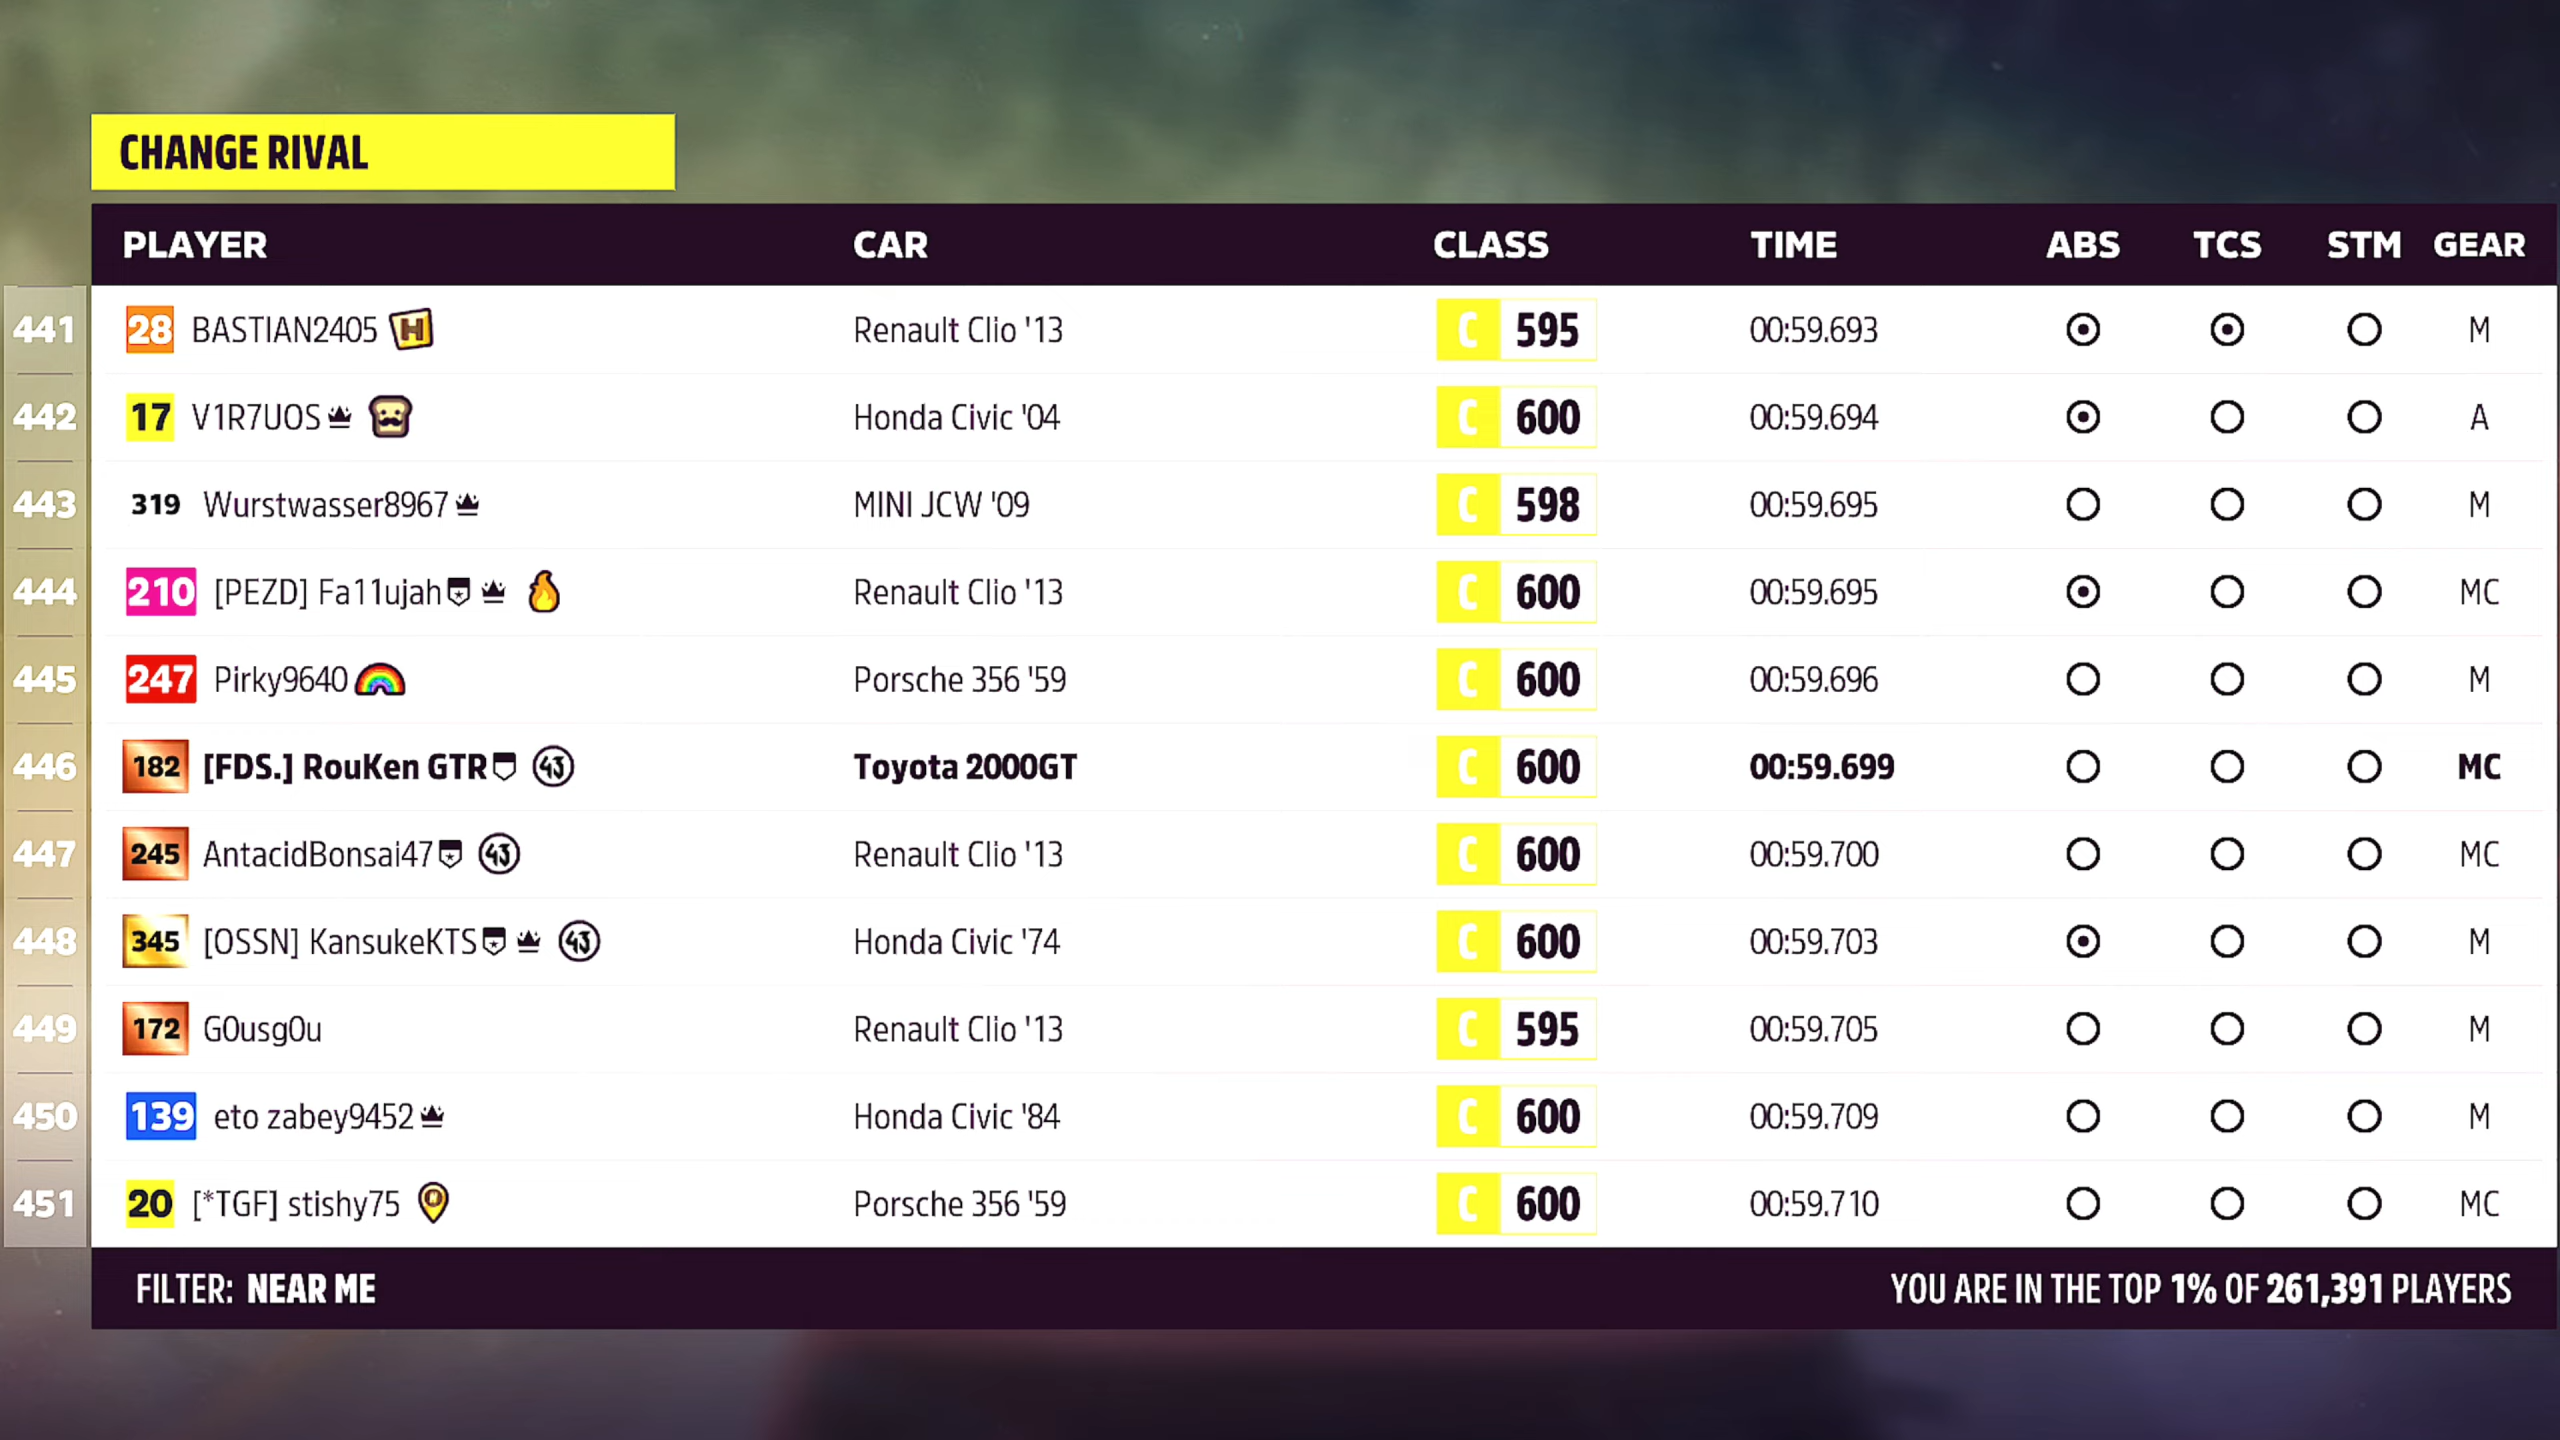 CHANGE RIVAL
PLAYER CAR CLASS TIME ABS TCS STM GEAR
441 28 BASTIAN2405 H Renault Clio '13 C 595 00:59.693 M
442 17 V1R7UOS Honda Civic '04 C 600 00:59.694 A
443 319 Wurstwasser8967 MINI JCW '09 C 598 00:59.695 M
444 210 [PEZD] Fa11ujah Renault Clio '13 C 600 00:59.695 MC
445 247 Pirky9640 Porsche 356 '59 C 600 00:59.696 M
446 182 [FDS.] RouKen GTR 43 Toyota 2000GT C 600 00:59.699 MC
447 245 AntacidBonsai47 43 Renault Clio '13 C 600 00:59.700 MC
448 345 [OSSN] KansukeKTS 43 Honda Civic '74 C 600 00:59.703 M
449 172 G0usg0u Renault Clio '13 C 595 00:59.705 M
450 139 eto zabey9452 Honda Civic '84 C 600 00:59.709 M
451 20 [*TGF] stishy75 Porsche 356 '59 C 600 00:59.710 MC
FILTER: NEAR ME YOU ARE IN THE TOP 1% OF 261,391 PLAYERS